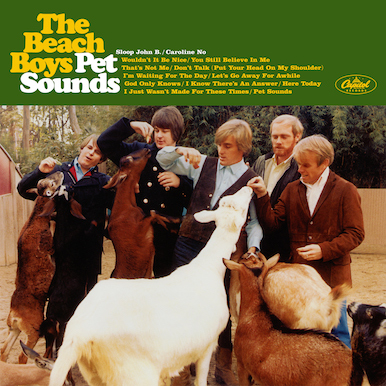 The
Beach
Boys Pet
Sounds
Sloop John B. / Caroline No
Wouldn't It Be Nice / You Still Believe In Me
That's Not Me / Don't Talk (Put Your Head On My Shoulder)
I'm Waiting For The Day / Let's Go Away For Awhile
God Only Knows / I Know There's An Answer / Here Today
I Just Wasn't Made For These Times / Pet Sounds
Capitol
RECORDS